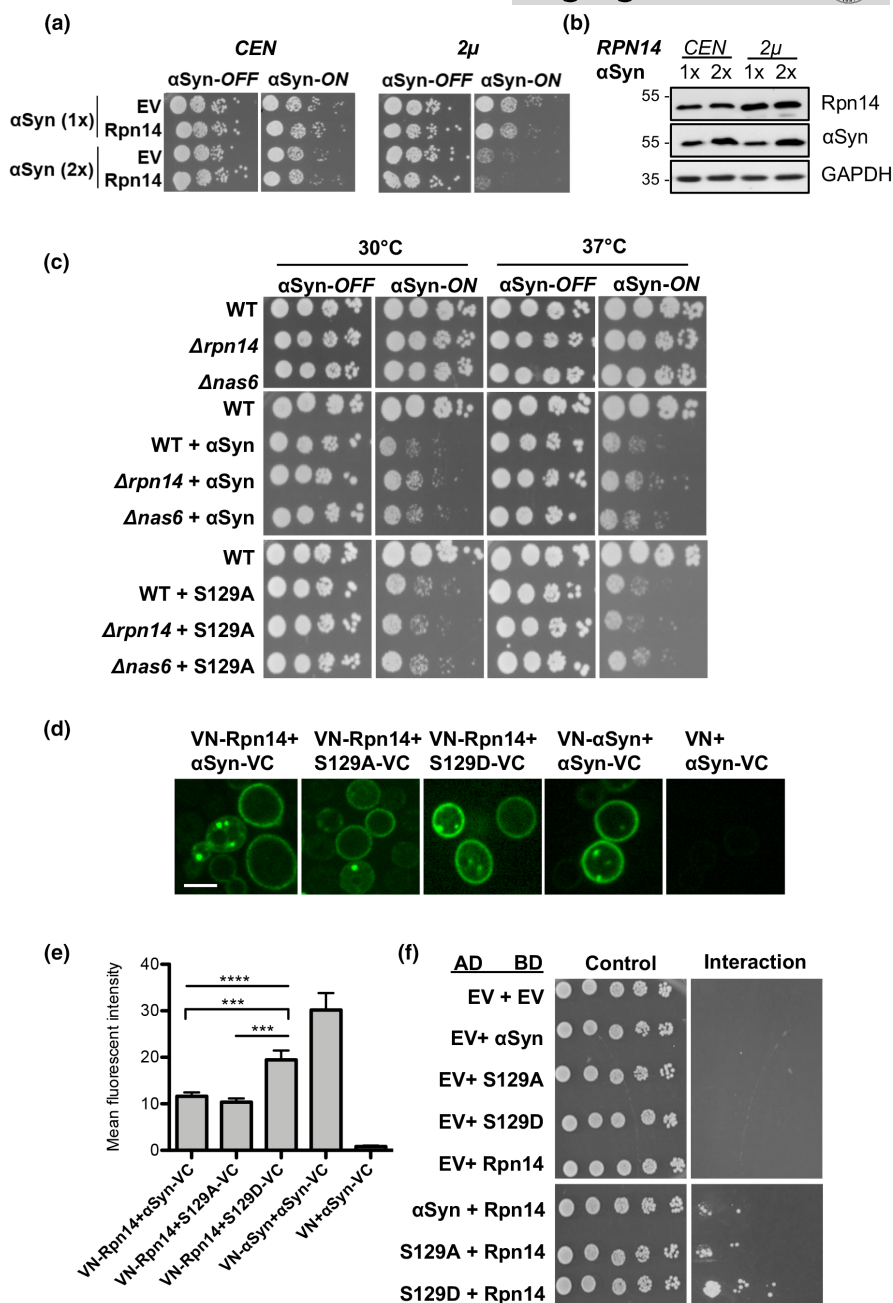 (a)
CEN
2μ
αSyn-OFF αSyn-ON
αSyn-OFF αSyn-ON
αSyn (1x)
EV
Rpn14
αSyn (2x)
EV
Rpn14
(b)
RPN14 CEN 2μ
αSyn 1x 2x 1x 2x
55 - Rpn14
55 - αSyn
35 - GAPDH
(c)
30°C 37°C
αSyn-OFF αSyn-ON αSyn-OFF αSyn-ON
WT
Δrpn14
Δnas6
WT
WT + αSyn
Δrpn14 + αSyn
Δnas6 + αSyn
WT
WT + S129A
Δrpn14 + S129A
Δnas6 + S129A
(d)
VN-Rpn14+ αSyn-VC
VN-Rpn14+ S129A-VC
VN-Rpn14+ S129D-VC
VN-αSyn+ αSyn-VC
VN+ αSyn-VC
(e)
Mean fluorescent intensity
40
30
20
10
0
****
***
***
VN-Rpn14+αSyn-VC
VN-Rpn14+S129A-VC
VN-Rpn14+S129D-VC
VN-αSyn+αSyn-VC
VN+αSyn-VC
(f)
AD BD Control Interaction
EV + EV
EV+ αSyn
EV+ S129A
EV+ S129D
EV+ Rpn14
αSyn + Rpn14
S129A + Rpn14
S129D + Rpn14